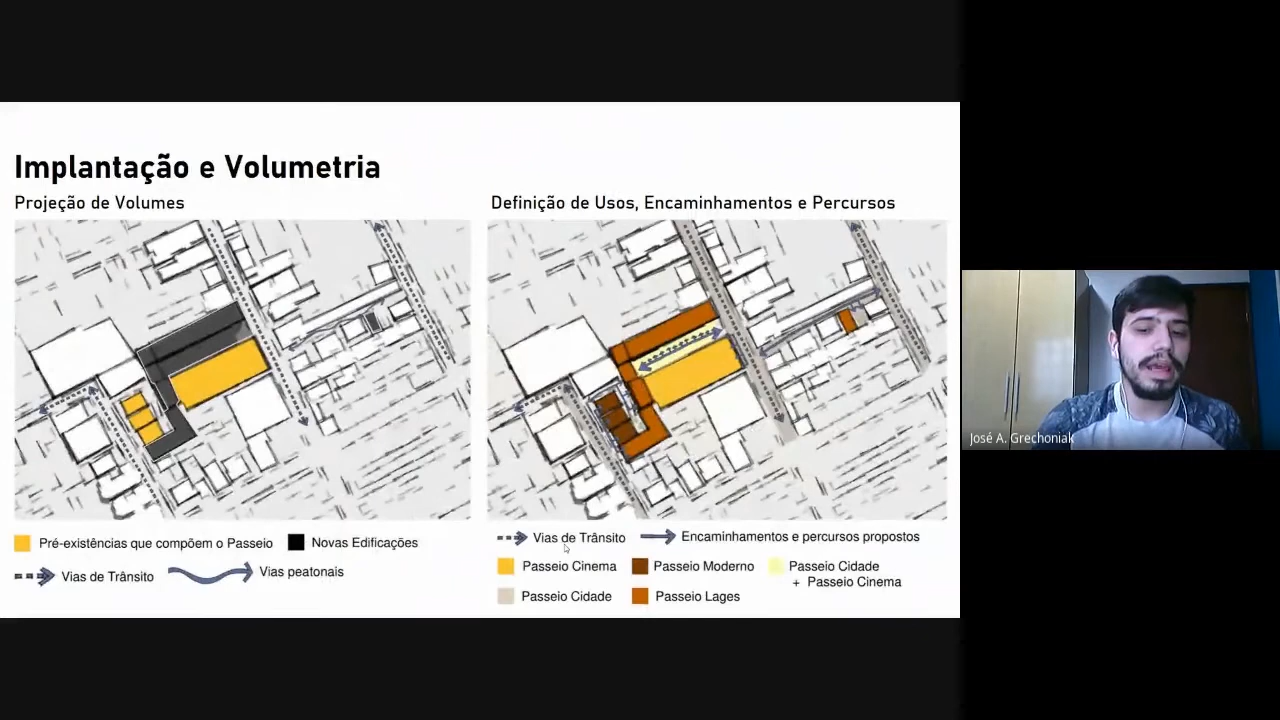 Implantação e Volumetria
Projeção de Volumes
Definição de Usos, Encaminhamentos e Percursos
Pré-existências que compõem o Passeio
Novas Edificações
Vias de Trânsito
Vias peatonais
Vias de Trânsito
Encaminhamentos e percursos propostos
Passeio Cinema
Passeio Moderno
Passeio Cidade
+ Passeio Cinema
Passeio Cidade
Passeio Lages
José A. Grechoniak